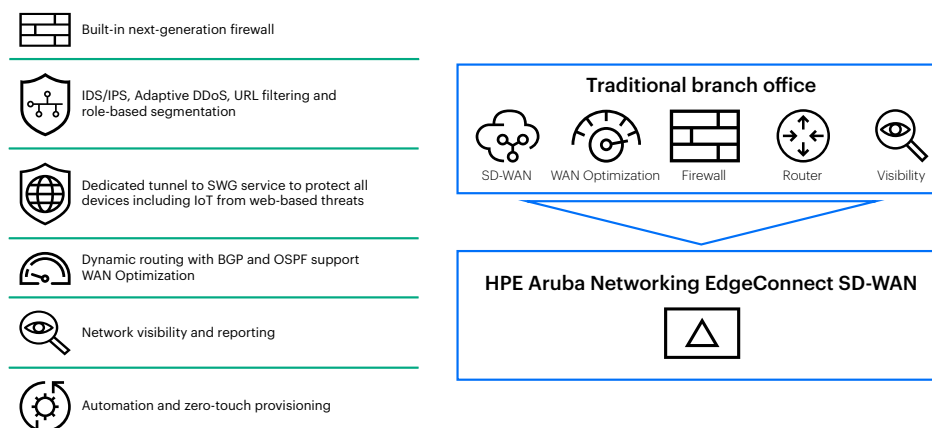 Built-in next-generation firewall
IDS/IPS, Adaptive DDoS, URL filtering and
role-based segmentation
Dedicated tunnel to SWG service to protect all
devices including IoT from web-based threats
Dynamic routing with BGP and OSPF support
WAN Optimization
Network visibility and reporting
Automation and zero-touch provisioning
Traditional branch office
SD-WAN
WAN Optimization
Firewall
Router
Visibility
HPE Aruba Networking EdgeConnect SD-WAN